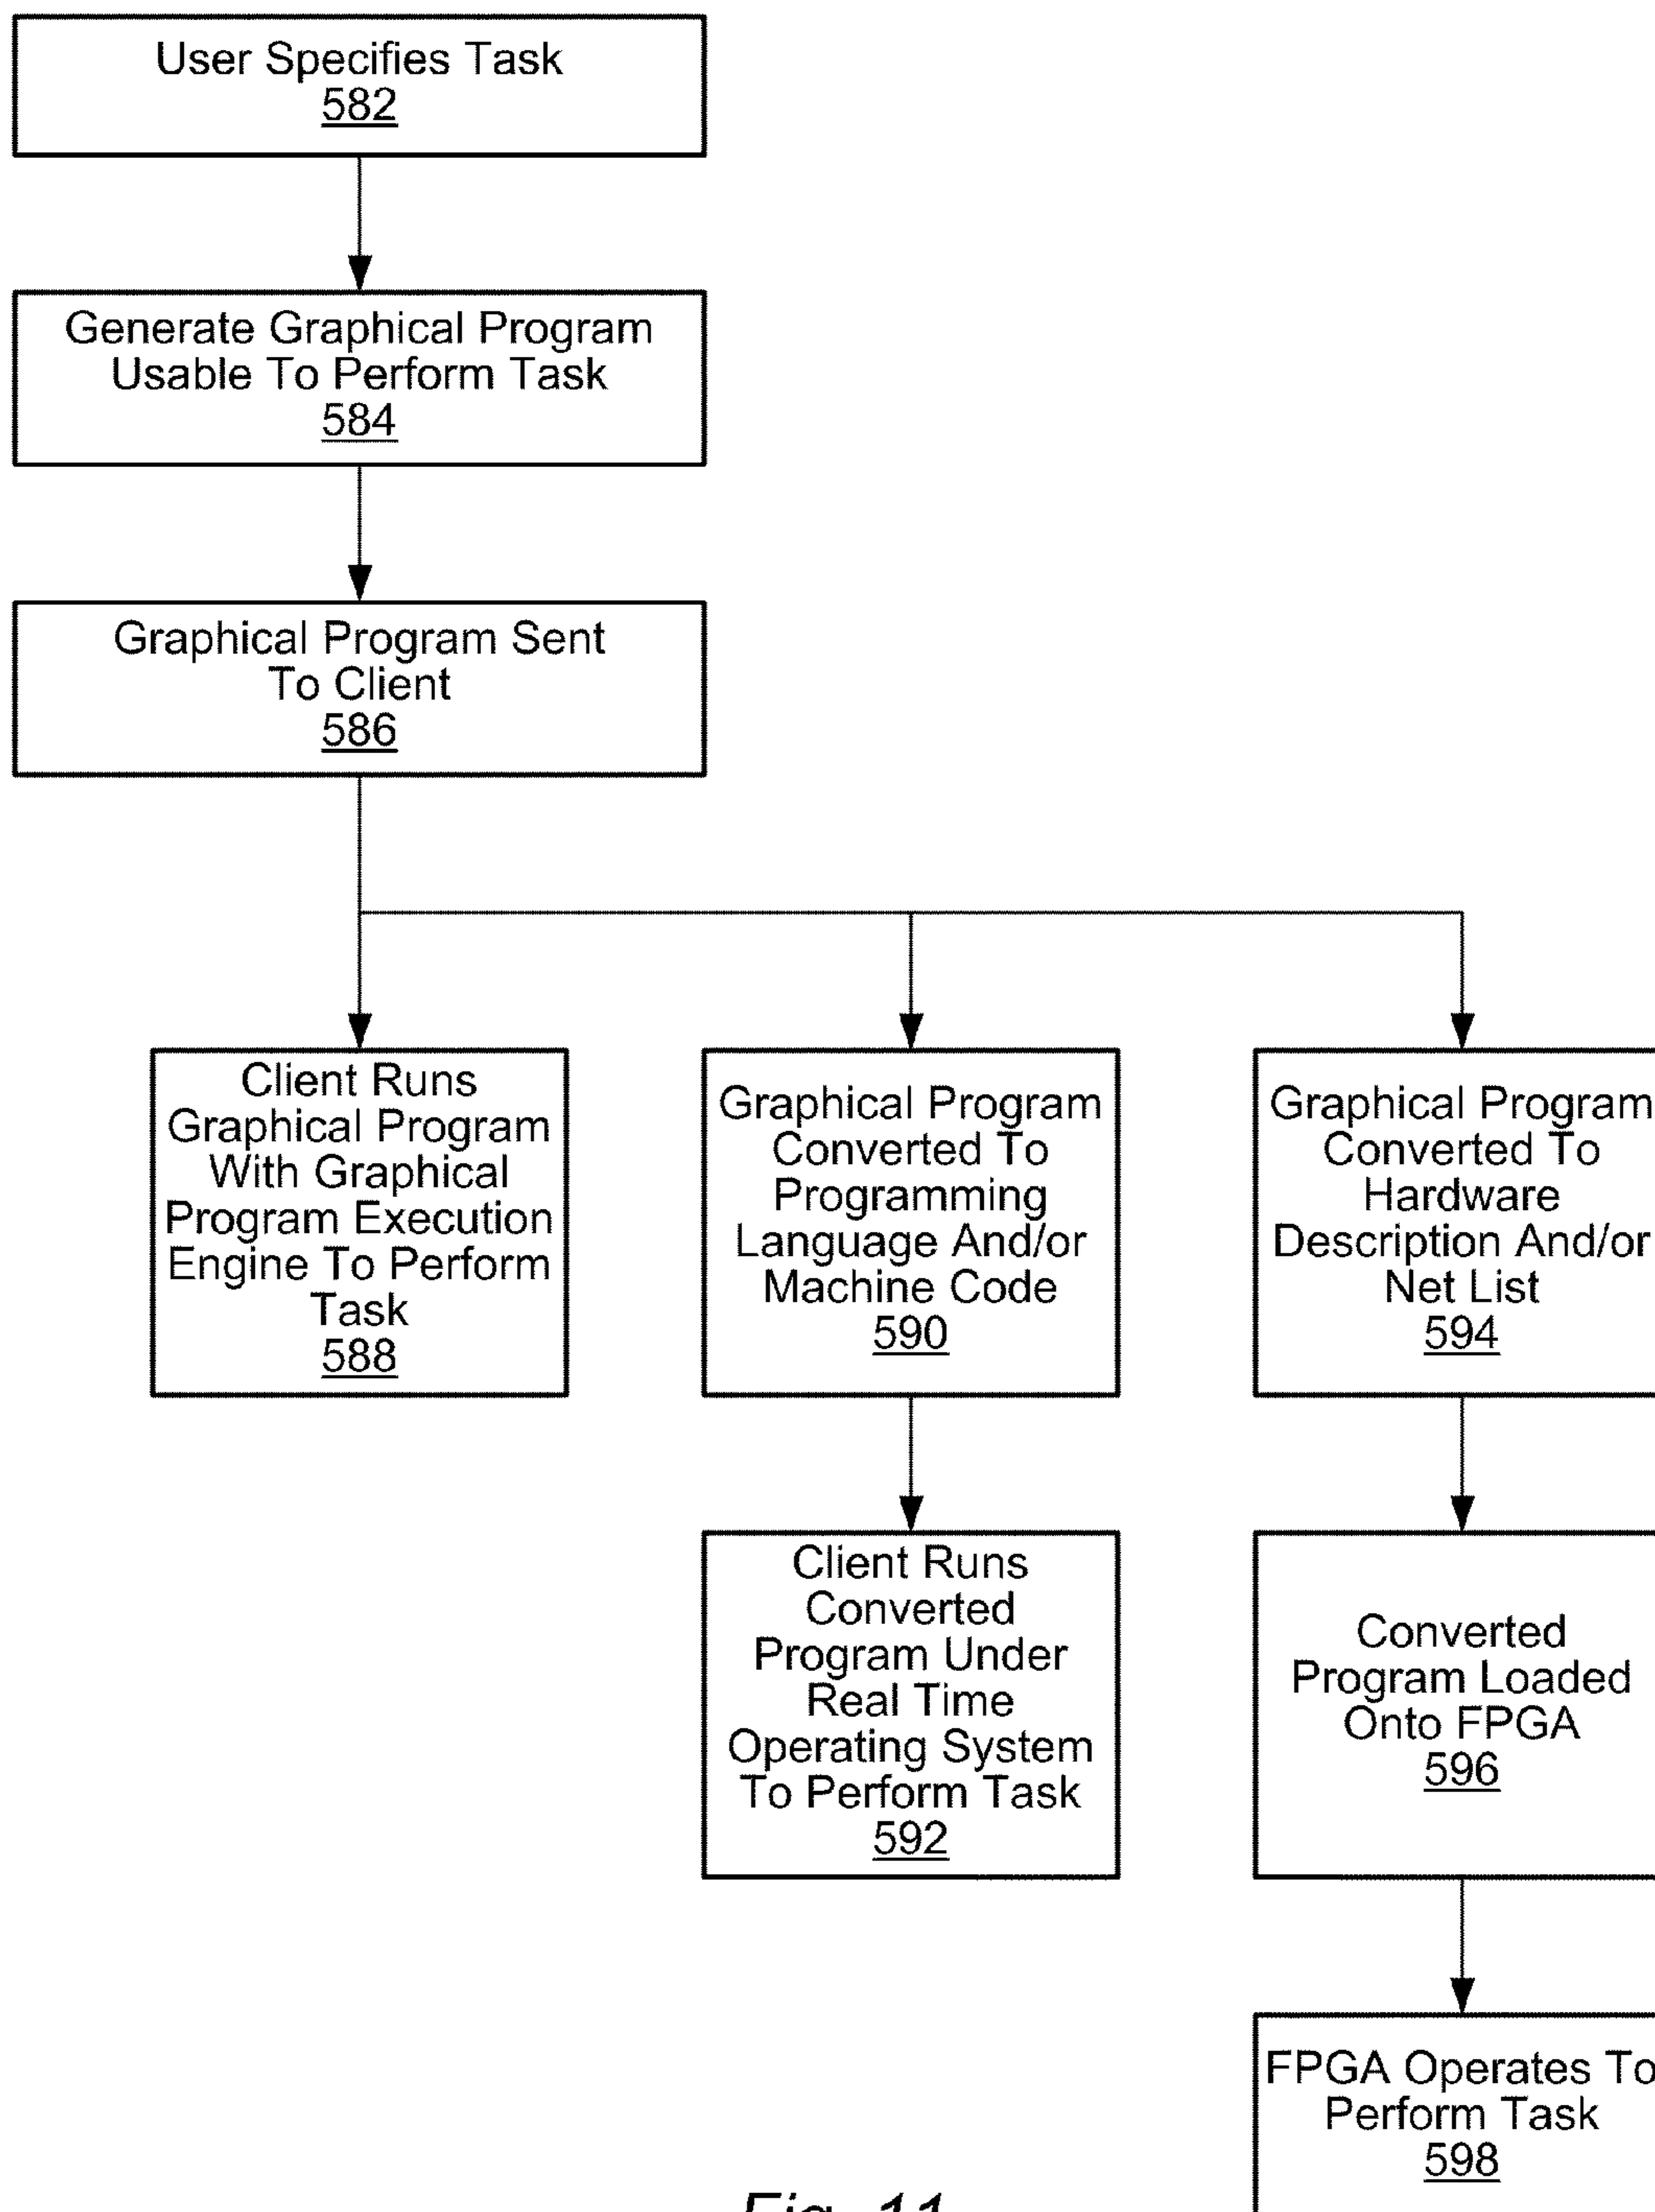 User Specifies Task
582
Generate Graphical Program
Usable To Perform Task
584
Graphical Program Sent
To Client
586
Client Runs
Graphical Program
With Graphical
Program Execution
Engine To Perform
Task
588
Graphical Program
Converted To
Programming
Language And/or
Machine Code
590
Graphical Program
Converted To
Hardware
Description And/or
Net List
594
Client Runs
Converted
Program Under
Real Time
Operating System
To Perform Task
592
Converted
Program Loaded
Onto FPGA
596
FPGA Operates To
Perform Task
598
Fig. 11